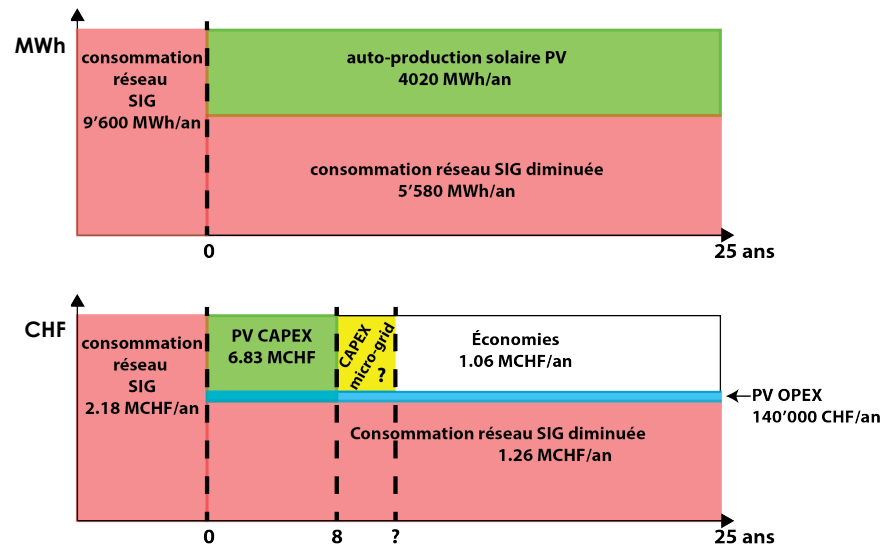 MWh
consommation
réseau
SIG
9'600 MWh/an
auto-production solaire PV
4020 MWh/an
consommation réseau SIG diminuée
5'580 MWh/an
0
25 ans
CHF
consommation
réseau
SIG
2.18 MCHF/an
PV CAPEX
6.83 MCHF
CAPEX
micro-grid
?
Économies
1.06 MCHF/an
PV OPEX
140'000 CHF/an
Consommation réseau SIG diminuée
1.26 MCHF/an
0
8
?
25 ans